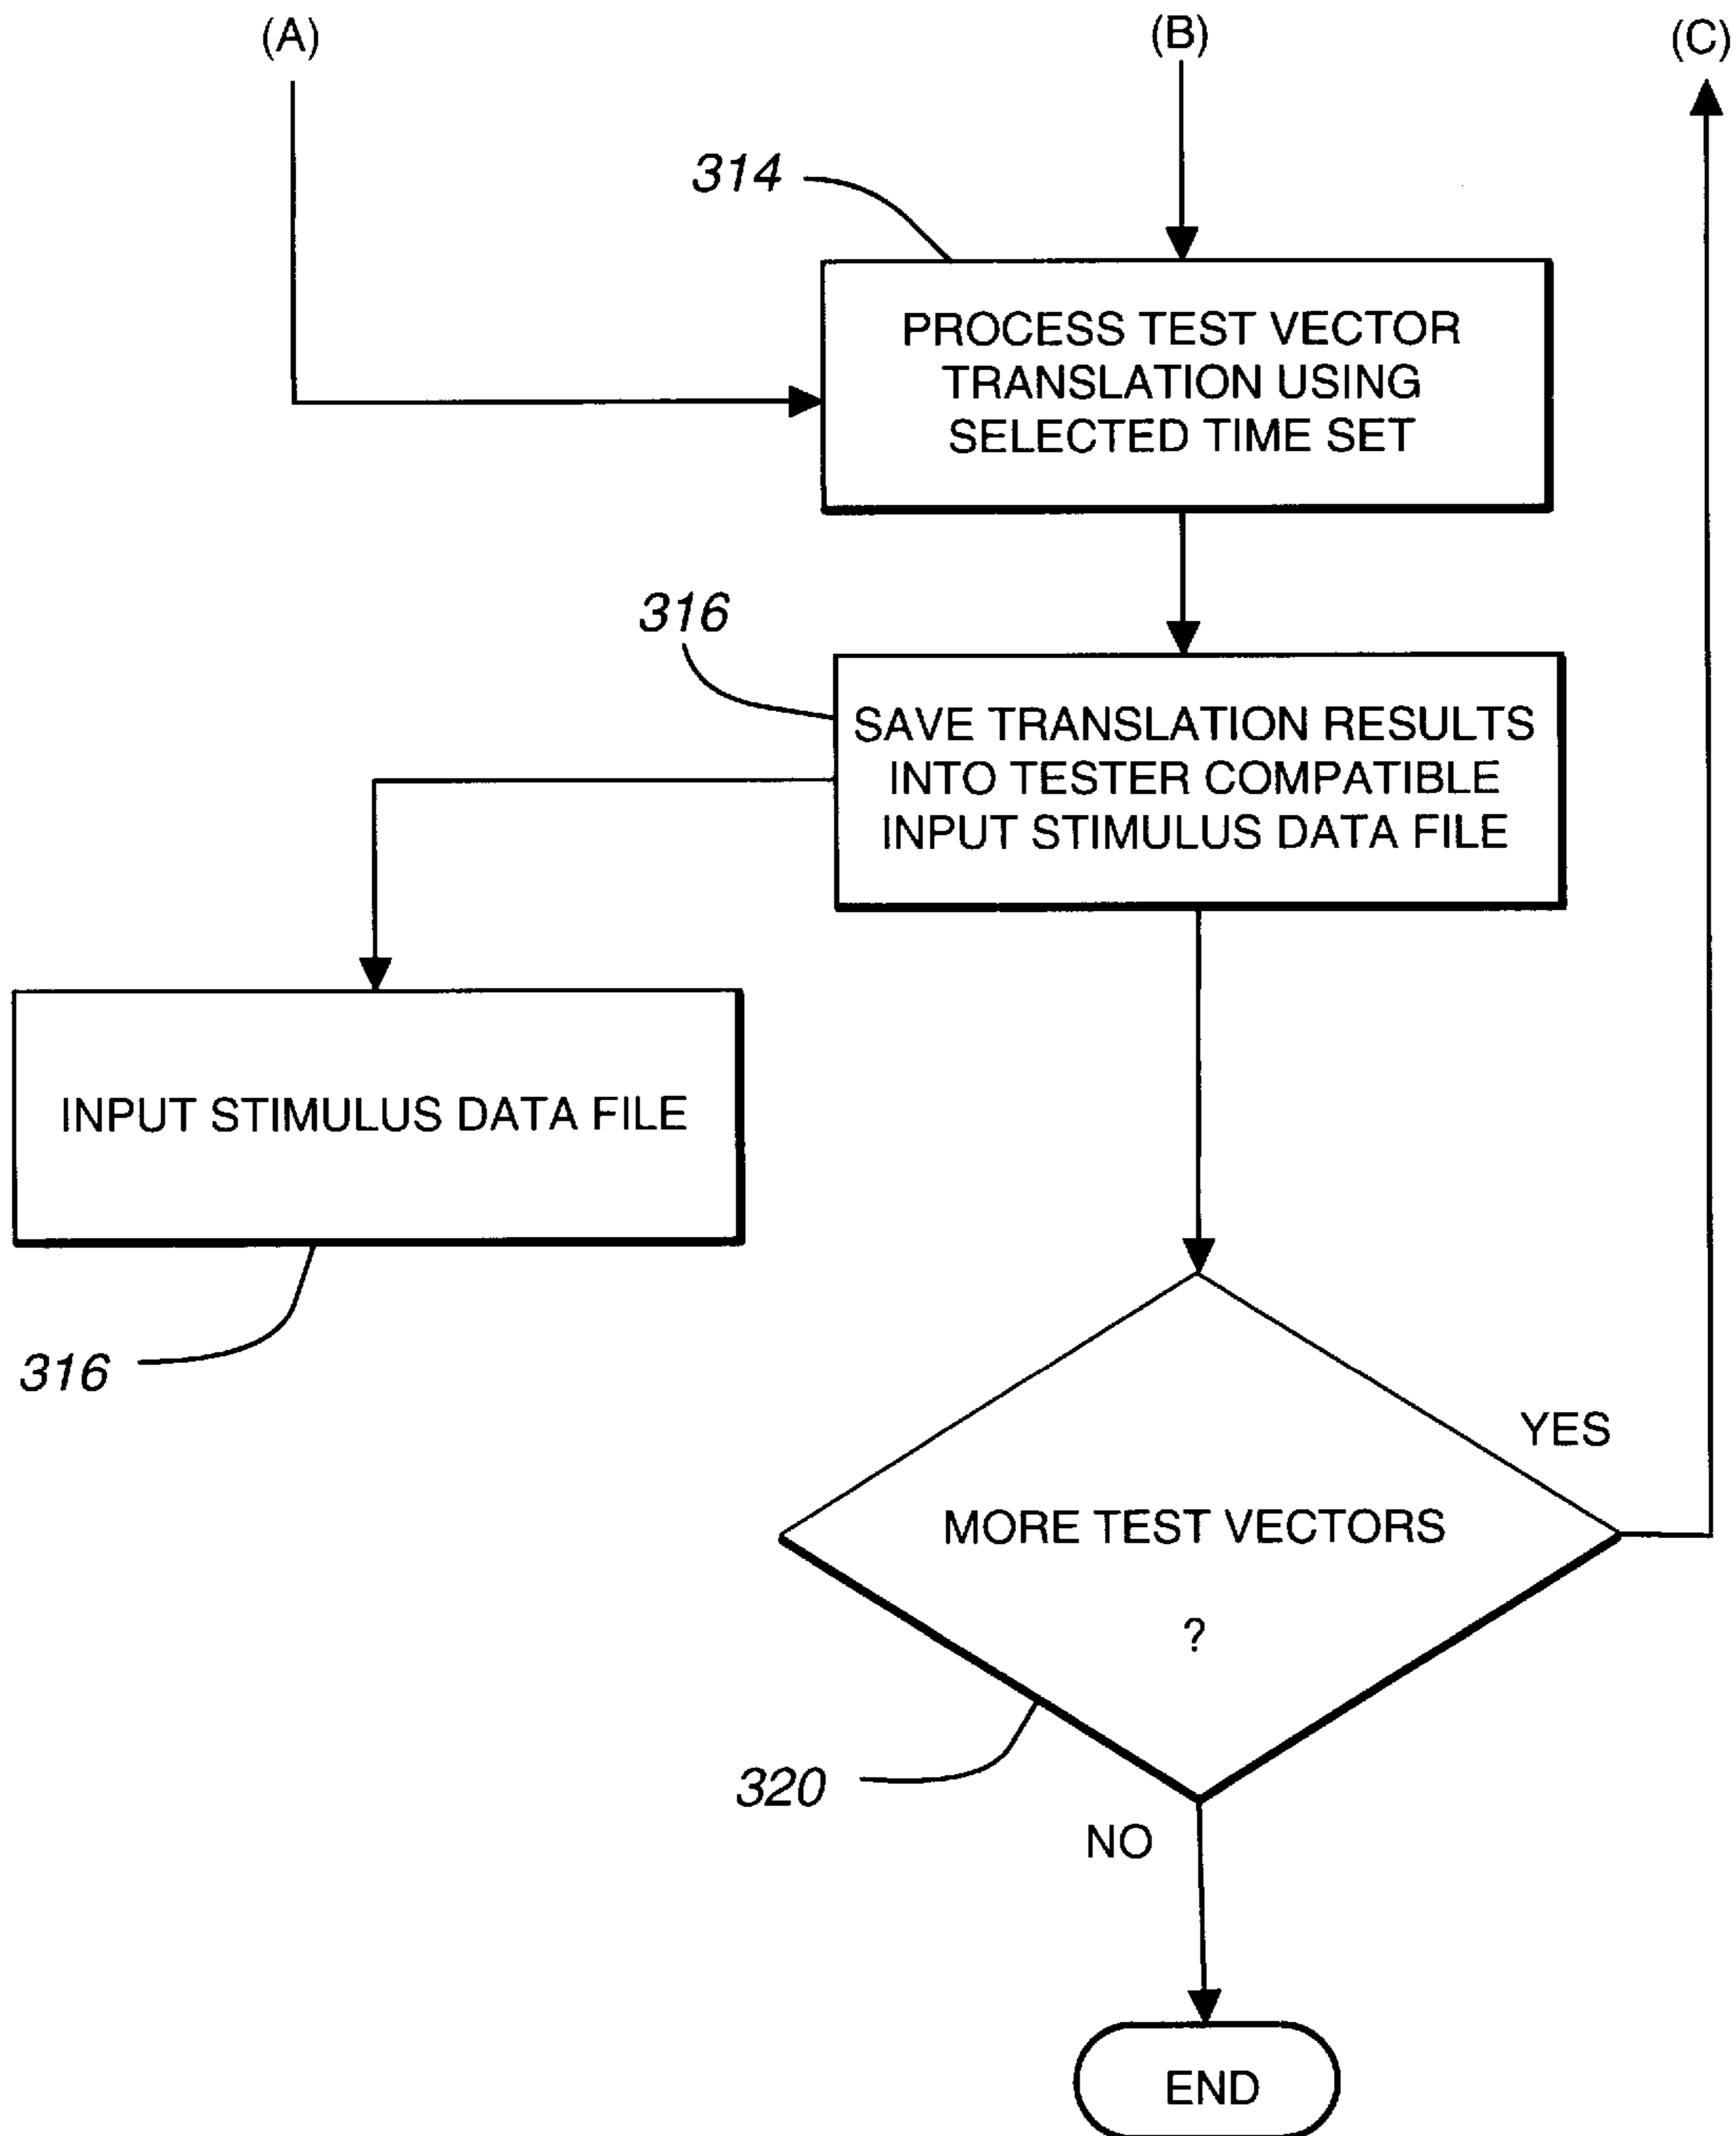 (A)
(B)
(C)
314
PROCESS TEST VECTOR
TRANSLATION USING
SELECTED TIME SET
316
SAVE TRANSLATION RESULTS
INTO TESTER COMPATIBLE
INPUT STIMULUS DATA FILE
INPUT STIMULUS DATA FILE
316
YES
MORE TEST VECTORS
?
320
NO
END